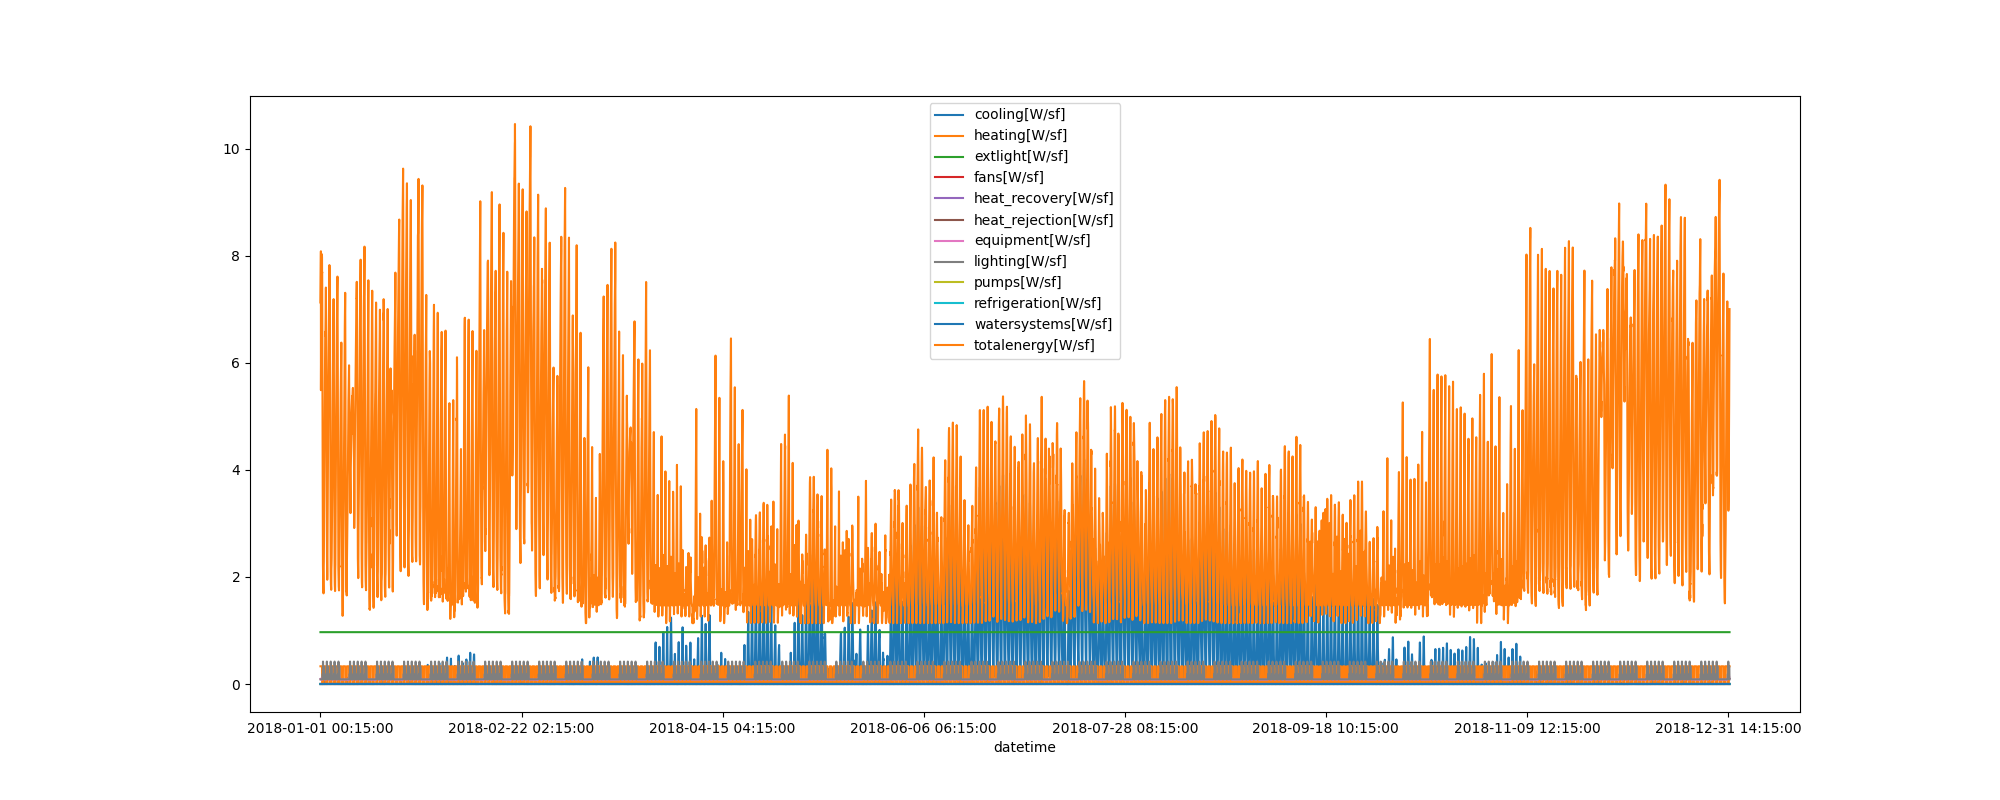 cooling[W/sf]
heating[W/sf]
extlight[W/sf]
fans[W/sf]
heat_recovery[W/sf]
heat_rejection[W/sf]
equipment[W/sf]
lighting[W/sf]
pumps[W/sf]
refrigeration[W/sf]
watersystems[W/sf]
totalenergy[W/sf]
10
8
6
4
2
0
2018-01-01 00:15:00 2018-02-22 02:15:00 2018-04-15 04:15:00 2018-06-06 06:15:00 2018-07-28 08:15:00 2018-09-18 10:15:00 2018-11-09 12:15:00 2018-12-31 14:15:00
datetime